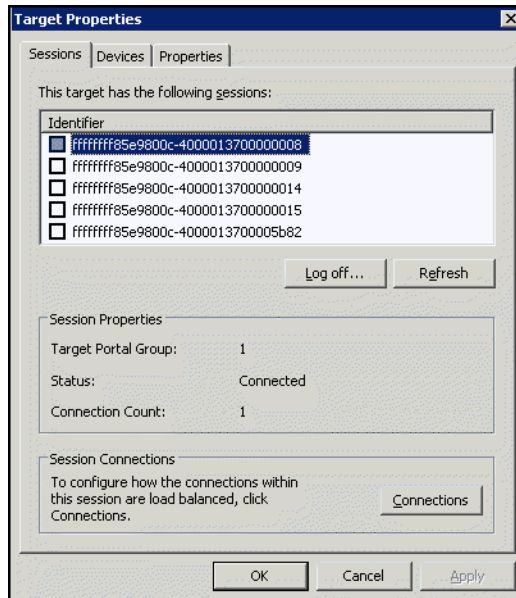 Target Properties
Sessions Devices Properties
This target has the following sessions:
Identifier
ffffffff85e9800c-4000013700000008
ffffffff85e9800c-4000013700000009
ffffffff85e9800c-4000013700000014
ffffffff85e9800c-4000013700000015
ffffffff85e9800c-4000013700005b82
Log off... Refresh
Session Properties
Target Portal Group: 1
Status: Connected
Connection Count: 1
Session Connections
To configure how the connections within
this session are load balanced, click
Connections.
Connections
OK Cancel Apply